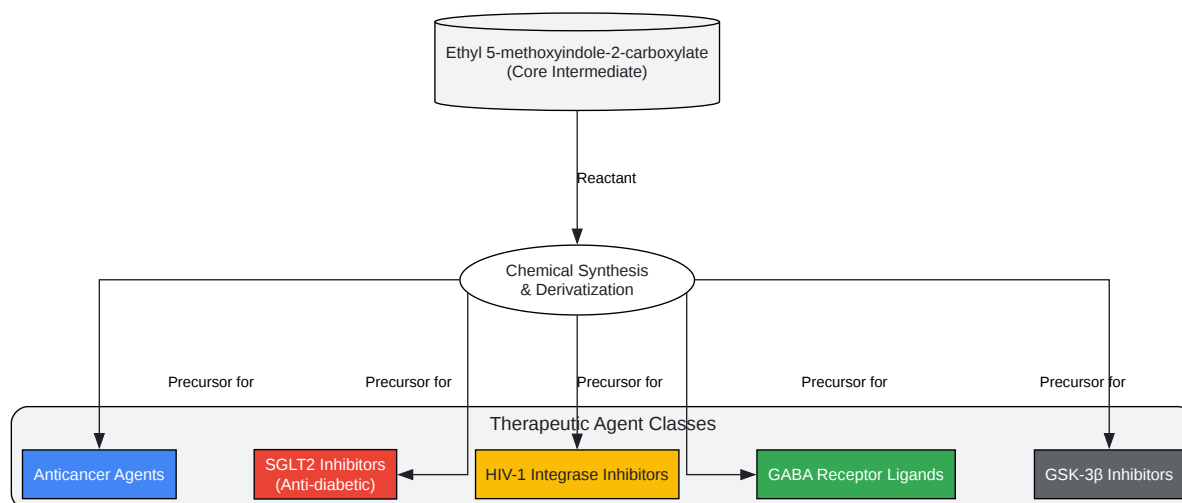 Ethyl 5-methoxyindole-2-carboxylate
(Core Intermediate)
Reactant
Chemical Synthesis
& Derivatization
Precursor for
Precursor for
Precursor for
Precursor for
Precursor for
Therapeutic Agent Classes
Anticancer Agents
SGLT2 Inhibitors
(Anti-diabetic)
HIV-1 Integrase Inhibitors
GABA Receptor Ligands
GSK-3β Inhibitors